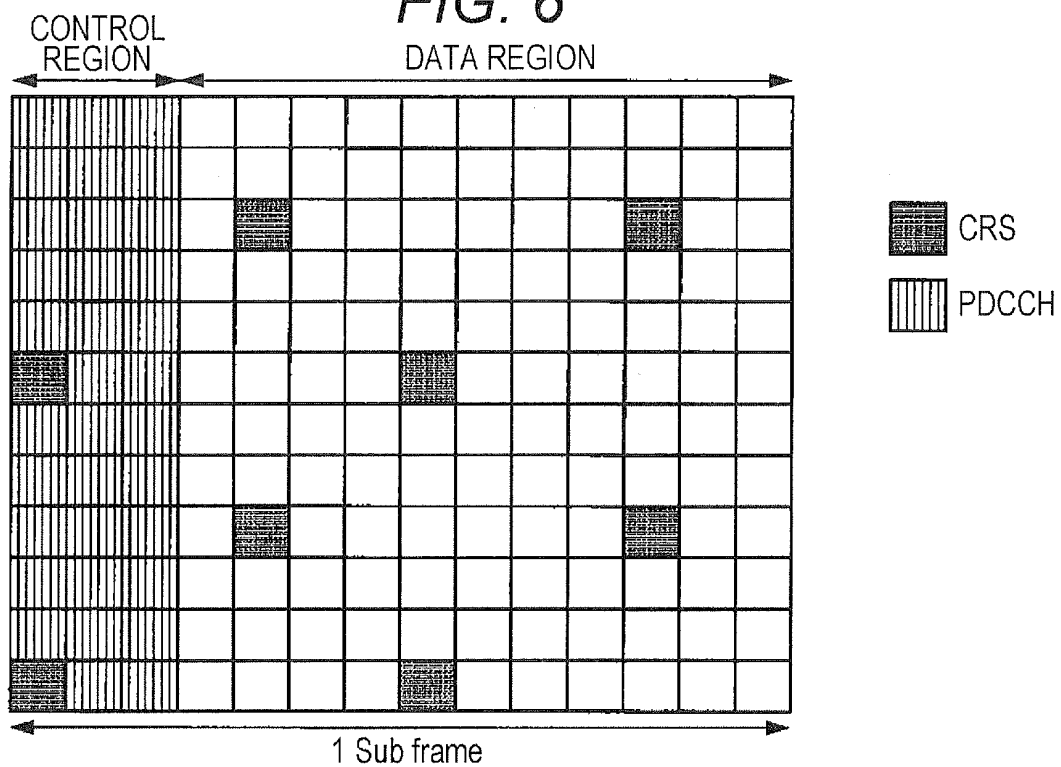 FIG. 6
CONTROL
REGION
DATA REGION
CRS
PDCCH
1 Sub frame